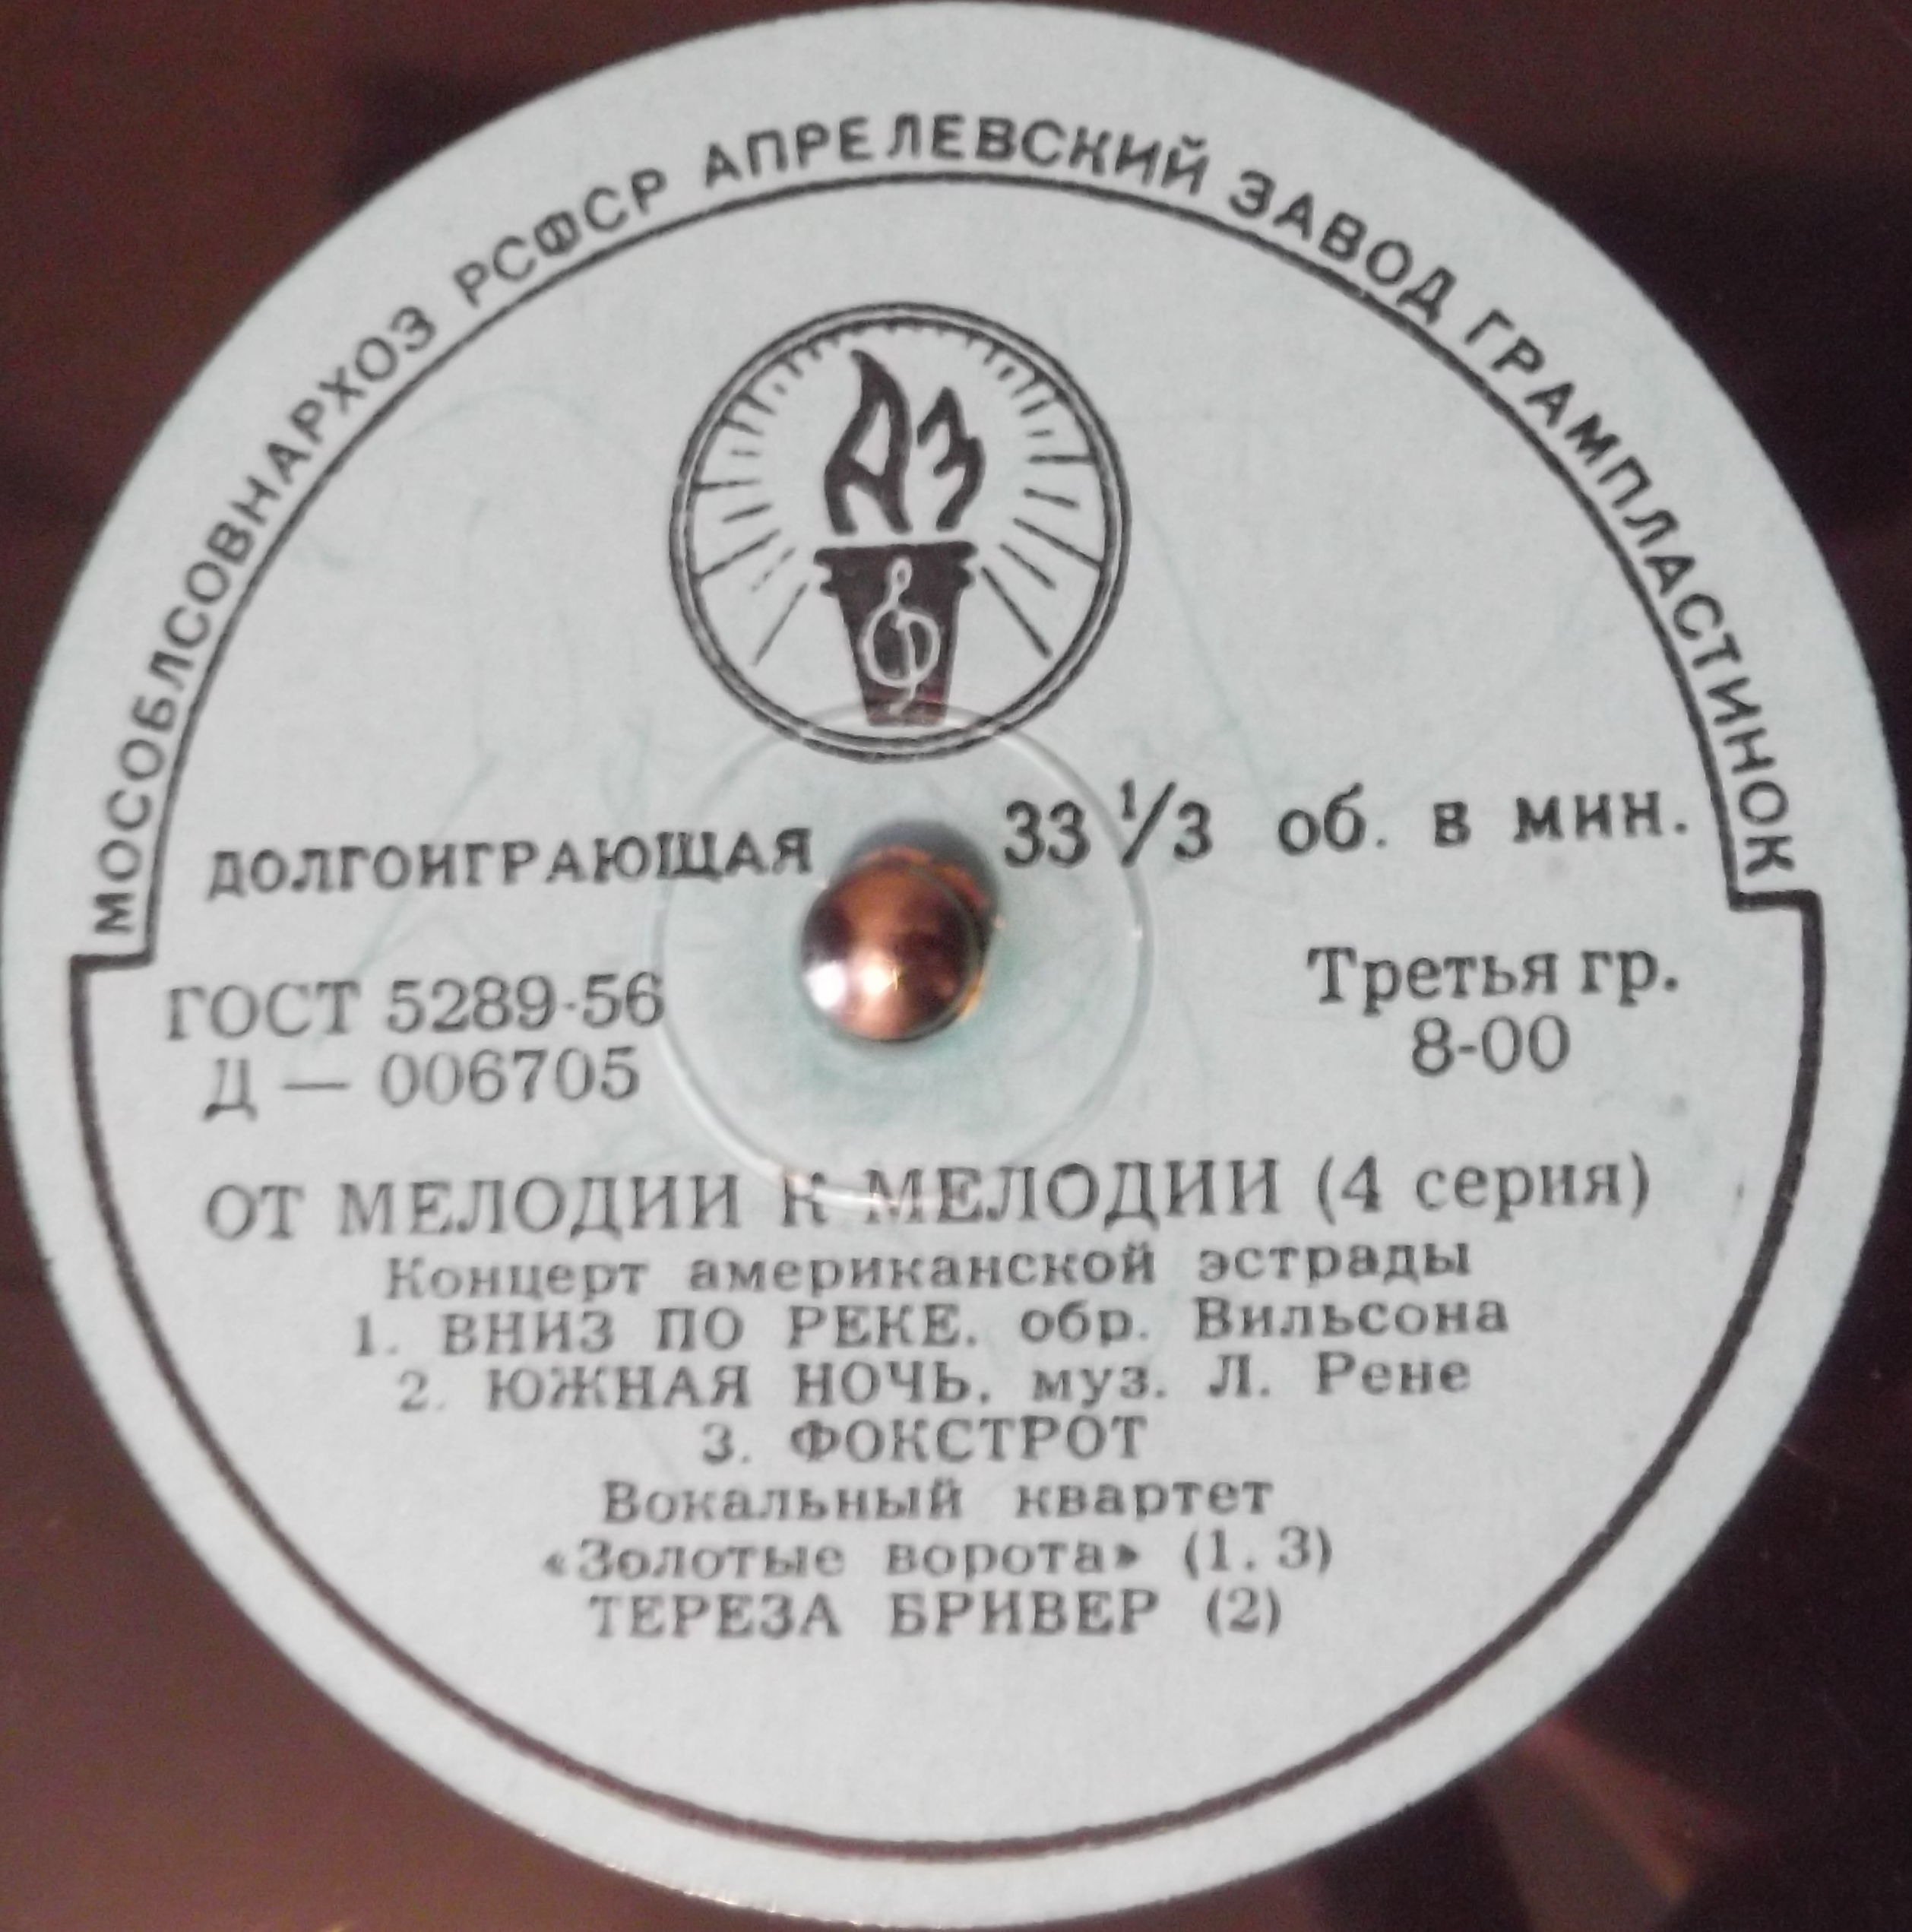 МОСОБЛСОВНАРХОЗ РСФСР АПРЕЛЕВСКИЙ ЗАВОД ГРАМПЛАСТИНОК
АЗ
ДОЛГОИГРАЮЩАЯ 33 1/3 об. в мин.
ГОСТ 5289-56 Третья гр.
Д — 006705 8-00
ОТ МЕЛОДИИ К МЕЛОДИИ (4 серия)
Концерт американской эстрады
1. ВНИЗ ПО РЕКЕ, обр. Вильсона
2. ЮЖНАЯ НОЧЬ, муз. Л. Рене
3. ФОКСТРОТ
Вокальный квартет
«Золотые ворота» (1, 3)
ТЕРЕЗА БРИВЕР (2)